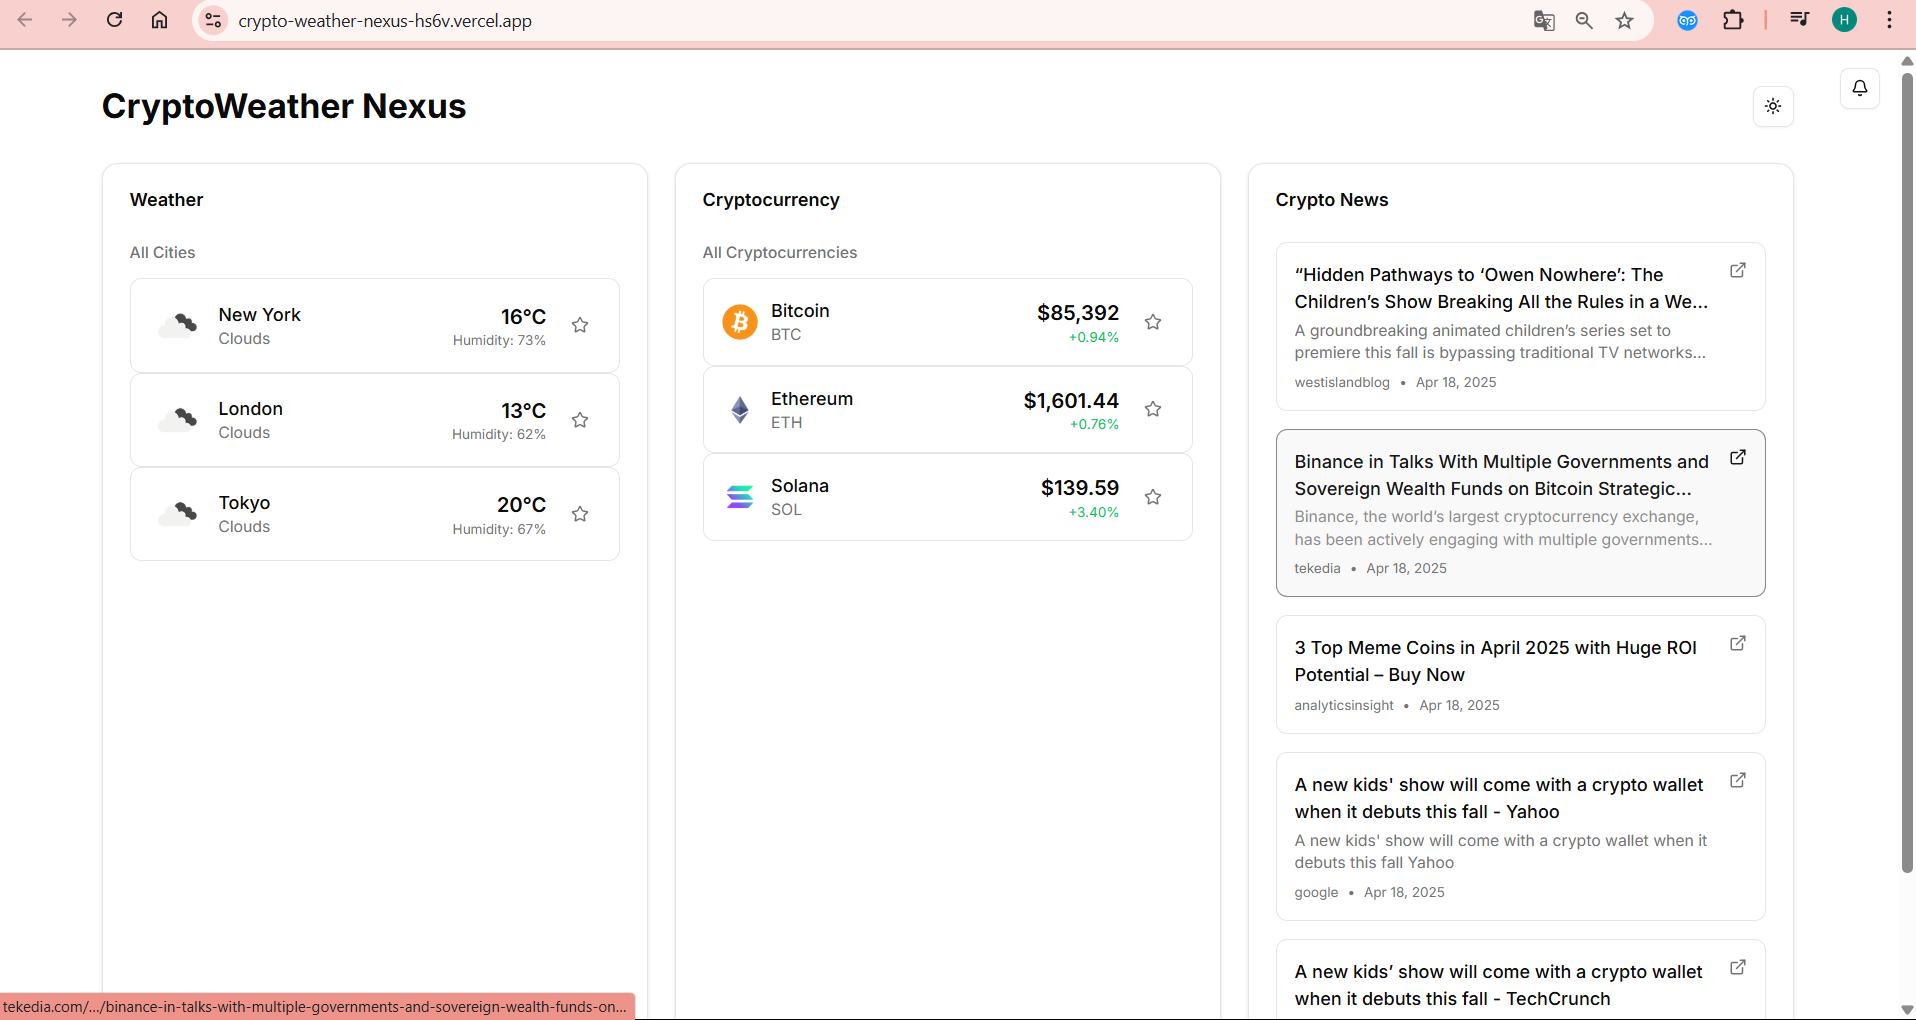 crypto-weather-nexus-hs6v.vercel.app
H
CryptoWeather Nexus
Weather
All Cities
New York
Clouds
16°C
Humidity: 73%
London
Clouds
13°C
Humidity: 62%
Tokyo
Clouds
20°C
Humidity: 67%
Cryptocurrency
All Cryptocurrencies
Bitcoin
BTC
$85,392
+0.94%
Ethereum
ETH
$1,601.44
+0.76%
Solana
SOL
$139.59
+3.40%
Crypto News
“Hidden Pathways to ‘Owen Nowhere’: The
Children’s Show Breaking All the Rules in a We...
A groundbreaking animated children’s series set to
premiere this fall is bypassing traditional TV networks...
westislandblog • Apr 18, 2025
Binance in Talks With Multiple Governments and
Sovereign Wealth Funds on Bitcoin Strategic...
Binance, the world’s largest cryptocurrency exchange,
has been actively engaging with multiple governments...
tekedia • Apr 18, 2025
3 Top Meme Coins in April 2025 with Huge ROI
Potential – Buy Now
analyticsinsight • Apr 18, 2025
A new kids' show will come with a crypto wallet
when it debuts this fall - Yahoo
A new kids' show will come with a crypto wallet when it
debuts this fall Yahoo
google • Apr 18, 2025
A new kids’ show will come with a crypto wallet
when it debuts this fall - TechCrunch
tekedia.com/.../binance-in-talks-with-multiple-governments-and-sovereign-wealth-funds-on...